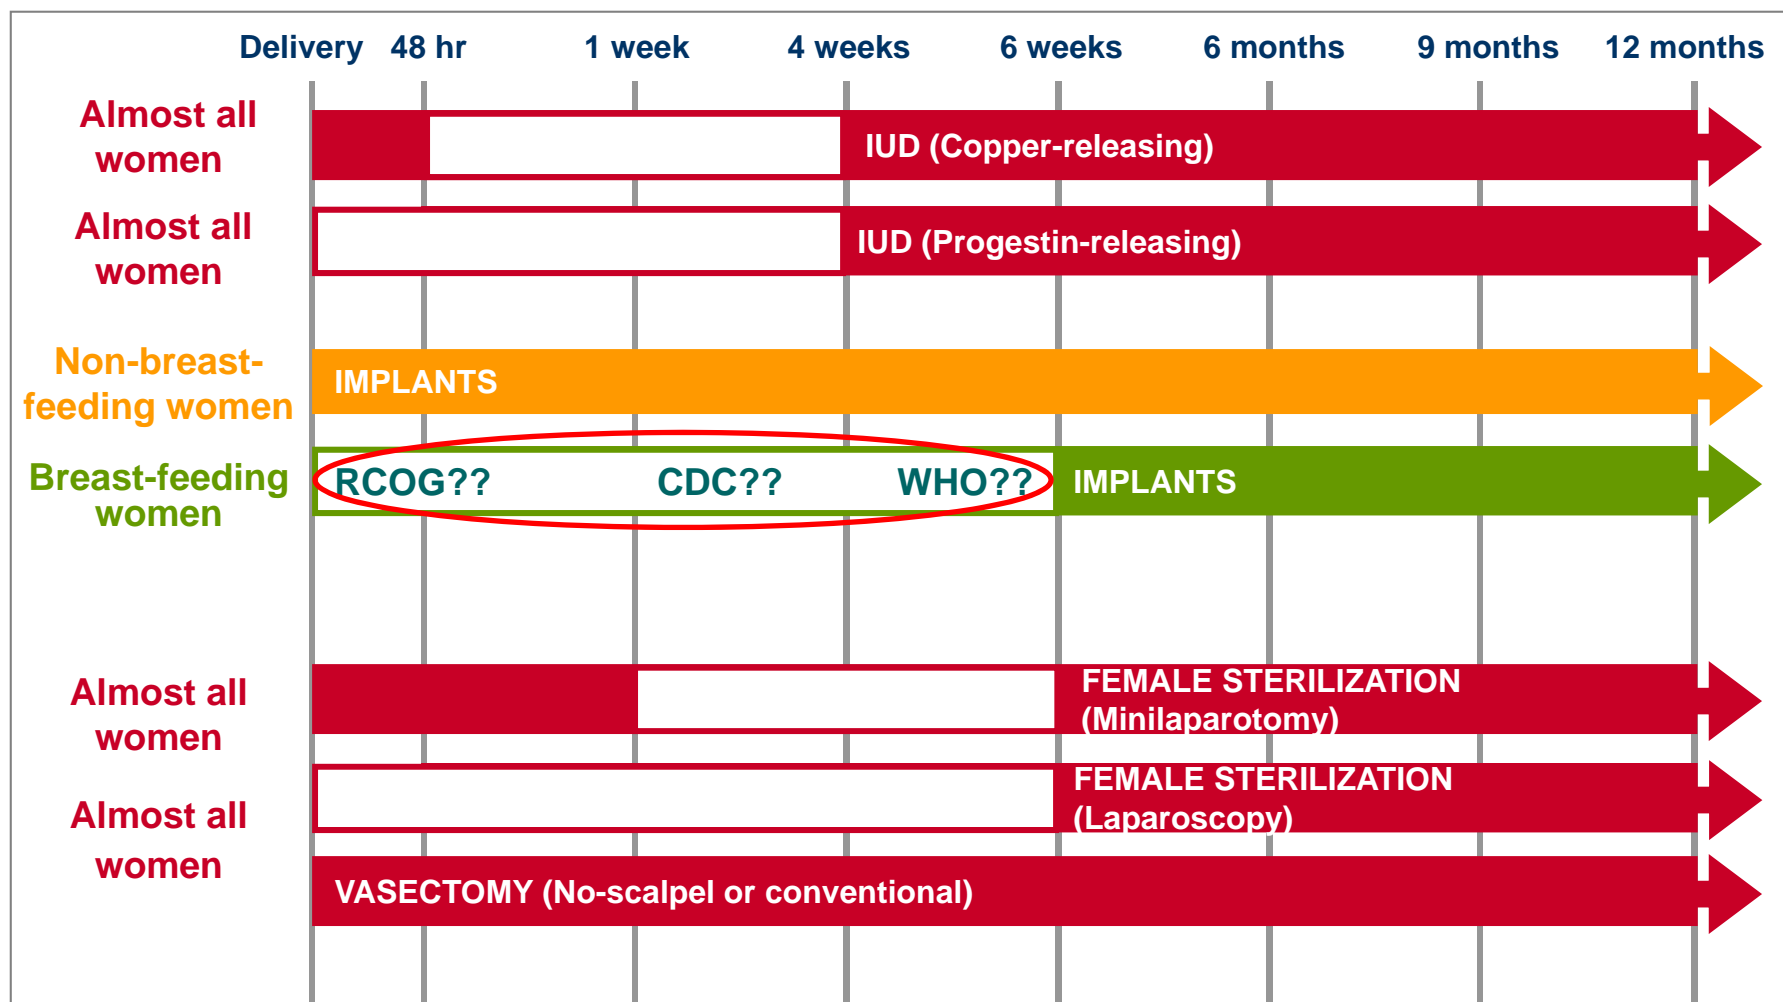 Delivery 48 hr 1 week 4 weeks 6 weeks 6 months 9 months 12 months
Almost all
women
IUD (Copper-releasing)
Almost all
women
IUD (Progestin-releasing)
Non-breast-
feeding women
IMPLANTS
Breast-feeding
women
RCOG?? CDC?? WHO?? IMPLANTS
Almost all
women
FEMALE STERILIZATION
(Minilaparotomy)
Almost all
women
FEMALE STERILIZATION
(Laparoscopy)
VASECTOMY (No-scalpel or conventional)